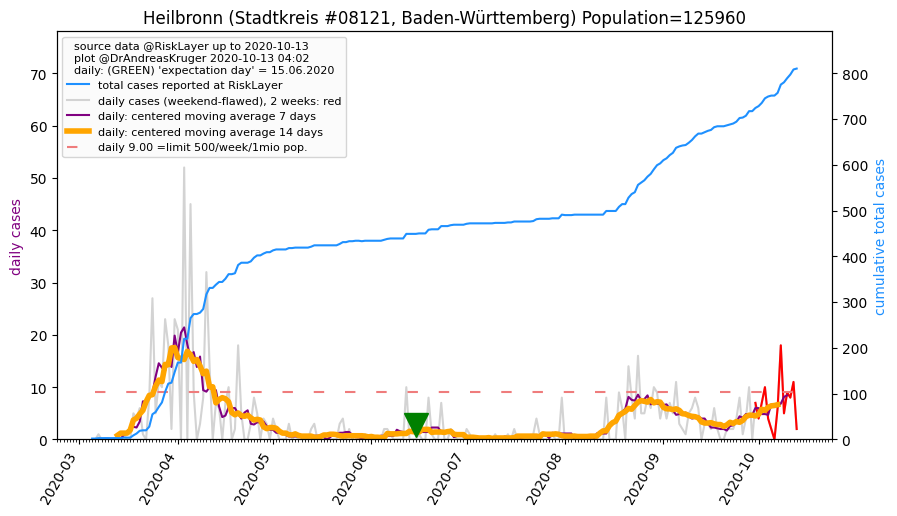 Heilbronn (Stadtkreis #08121, Baden-Württemberg) Population=125960
source data @RiskLayer up to 2020-10-13
plot @DrAndreasKruger 2020-10-13 04:02
daily: (GREEN) 'expectation day' = 15.06.2020
total cases reported at RiskLayer
daily cases (weekend-flawed), 2 weeks: red
daily: centered moving average 7 days
daily: centered moving average 14 days
daily 9.00 =limit 500/week/1mio pop.
daily cases
70
60
50
40
30
20
10
0
cumulative total cases
800
700
600
500
400
300
200
100
0
2020-03
2020-04
2020-05
2020-06
2020-07
2020-08
2020-09
2020-10